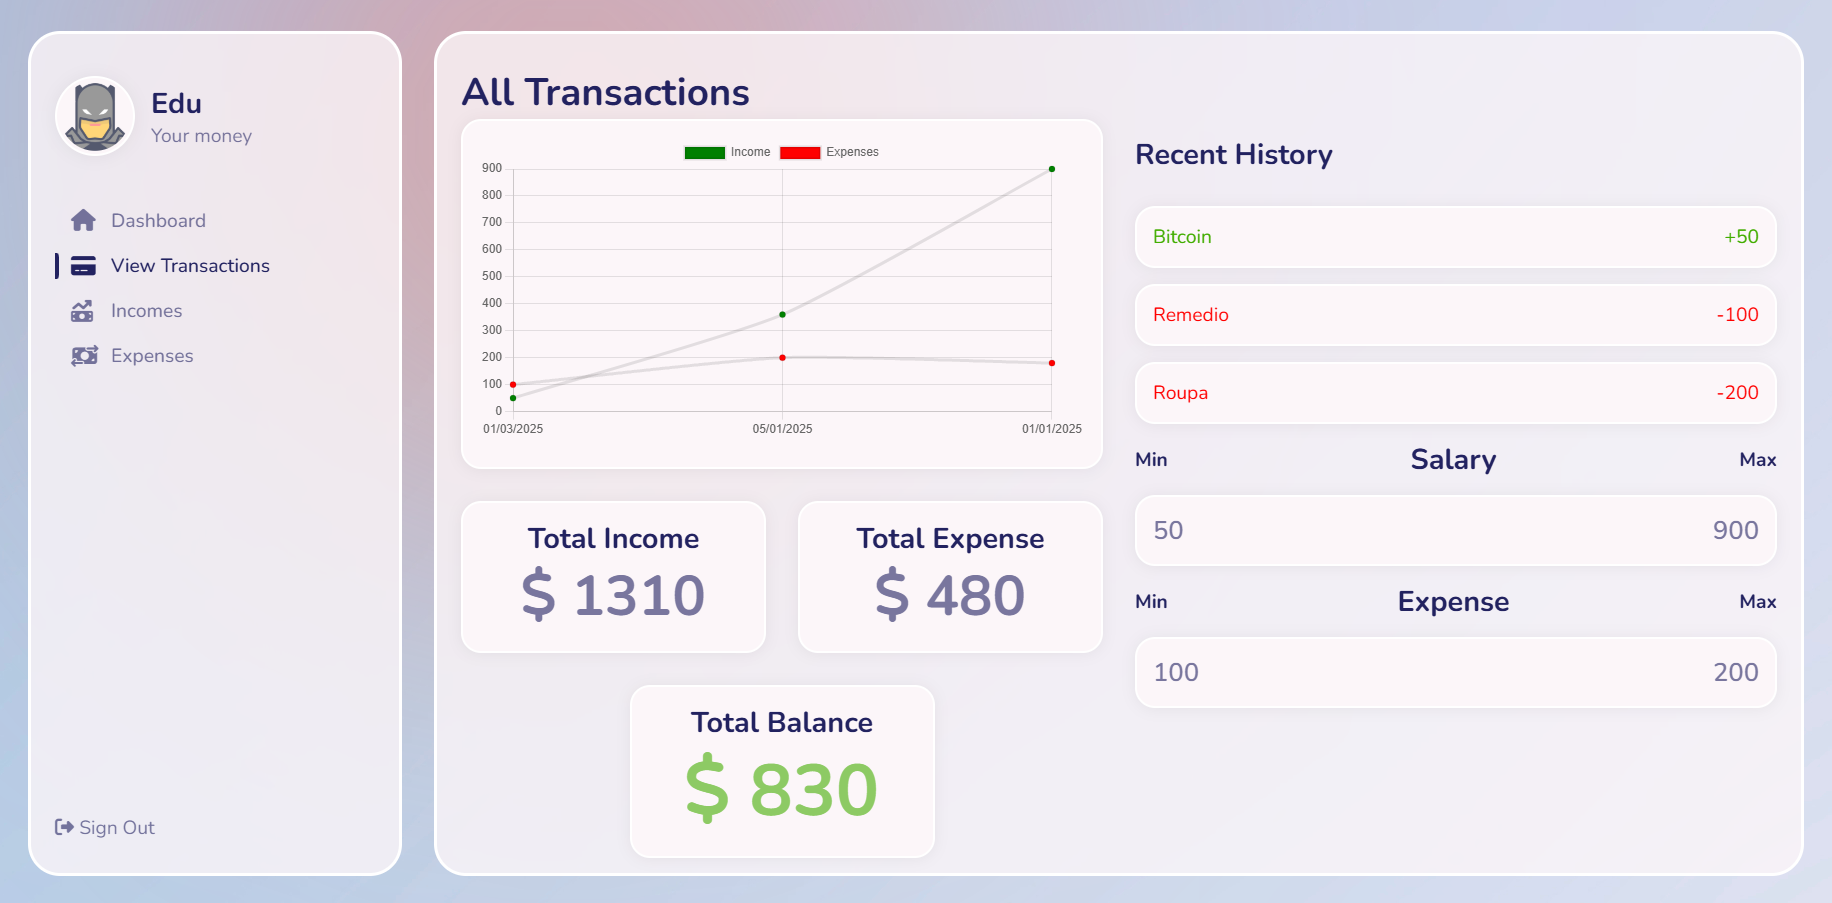 Edu
Your money
Dashboard
View Transactions
Incomes
Expenses
Sign Out
All Transactions
Income Expenses
900
800
700
600
500
400
300
200
100
0
01/03/2025 05/01/2025 01/01/2025
Total Income
$ 1310
Total Expense
$ 480
Total Balance
$ 830
Recent History
Bitcoin +50
Remedio -100
Roupa -200
Min Salary Max
50 900
Min Expense Max
100 200